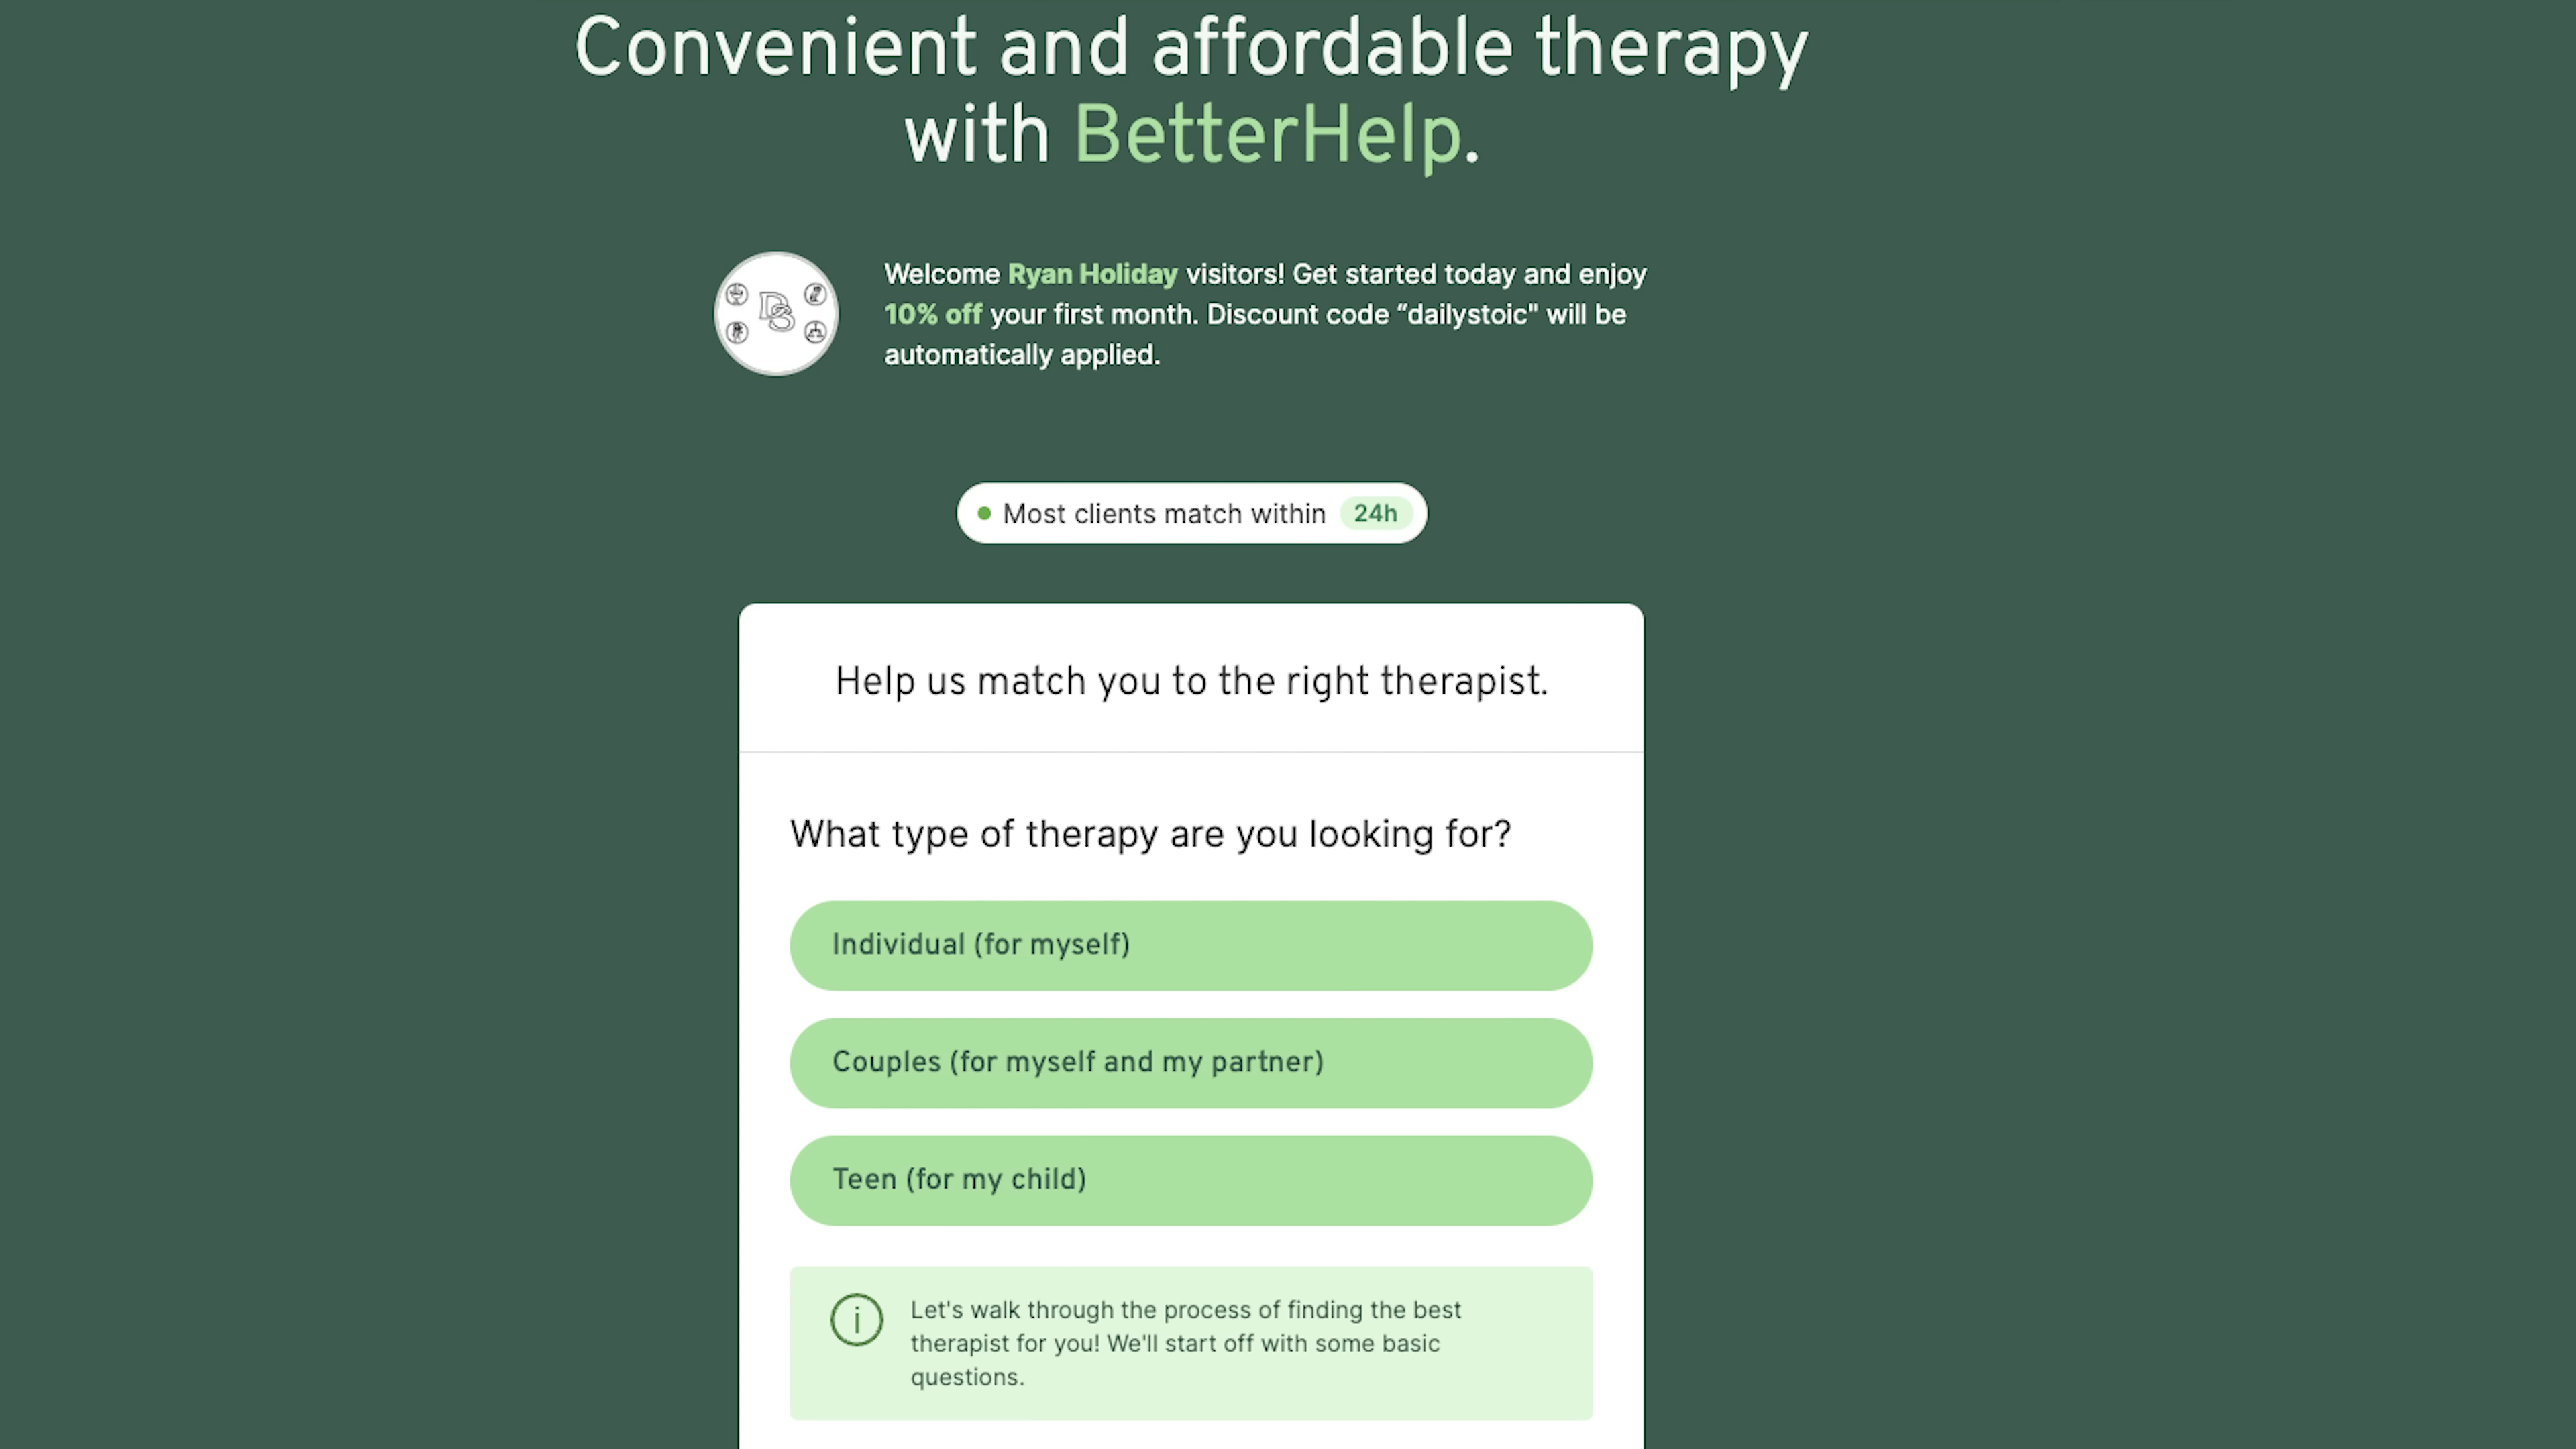 Convenient and affordable therapy
with BetterHelp.
DS
Welcome Ryan Holiday visitors! Get started today and enjoy
10% off your first month. Discount code “dailystoic" will be
automatically applied.
Most clients match within 24h
Help us match you to the right therapist.
What type of therapy are you looking for?
Individual (for myself)
Couples (for myself and my partner)
Teen (for my child)
Let's walk through the process of finding the best
therapist for you! We'll start off with some basic
questions.